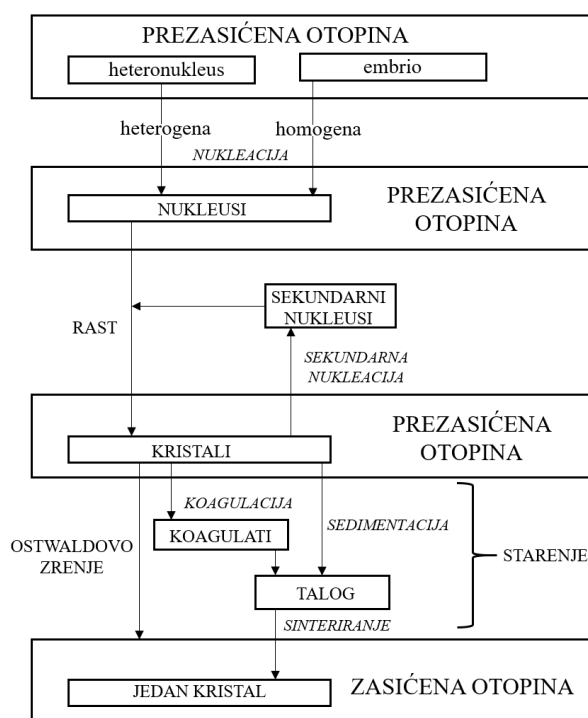 PREZASIĆENA OTOPINA
heteronukleus
embrio
heterogena
homogena
NUKLEACIJA
NUKLEUSI
PREZASIĆENA
OTOPINA
SEKUNDARNI
NUKLEUSI
RAST
SEKUNDARNA
NUKLEACIJA
KRISTALI
PREZASIĆENA
OTOPINA
KOAGULACIJA
KOAGULATI
SEDIMENTACIJA
OSTWALDOVO
ZRENJE
STARENJE
TALOG
SINTERIRANJE
JEDAN KRISTAL
ZASIĆENA OTOPINA